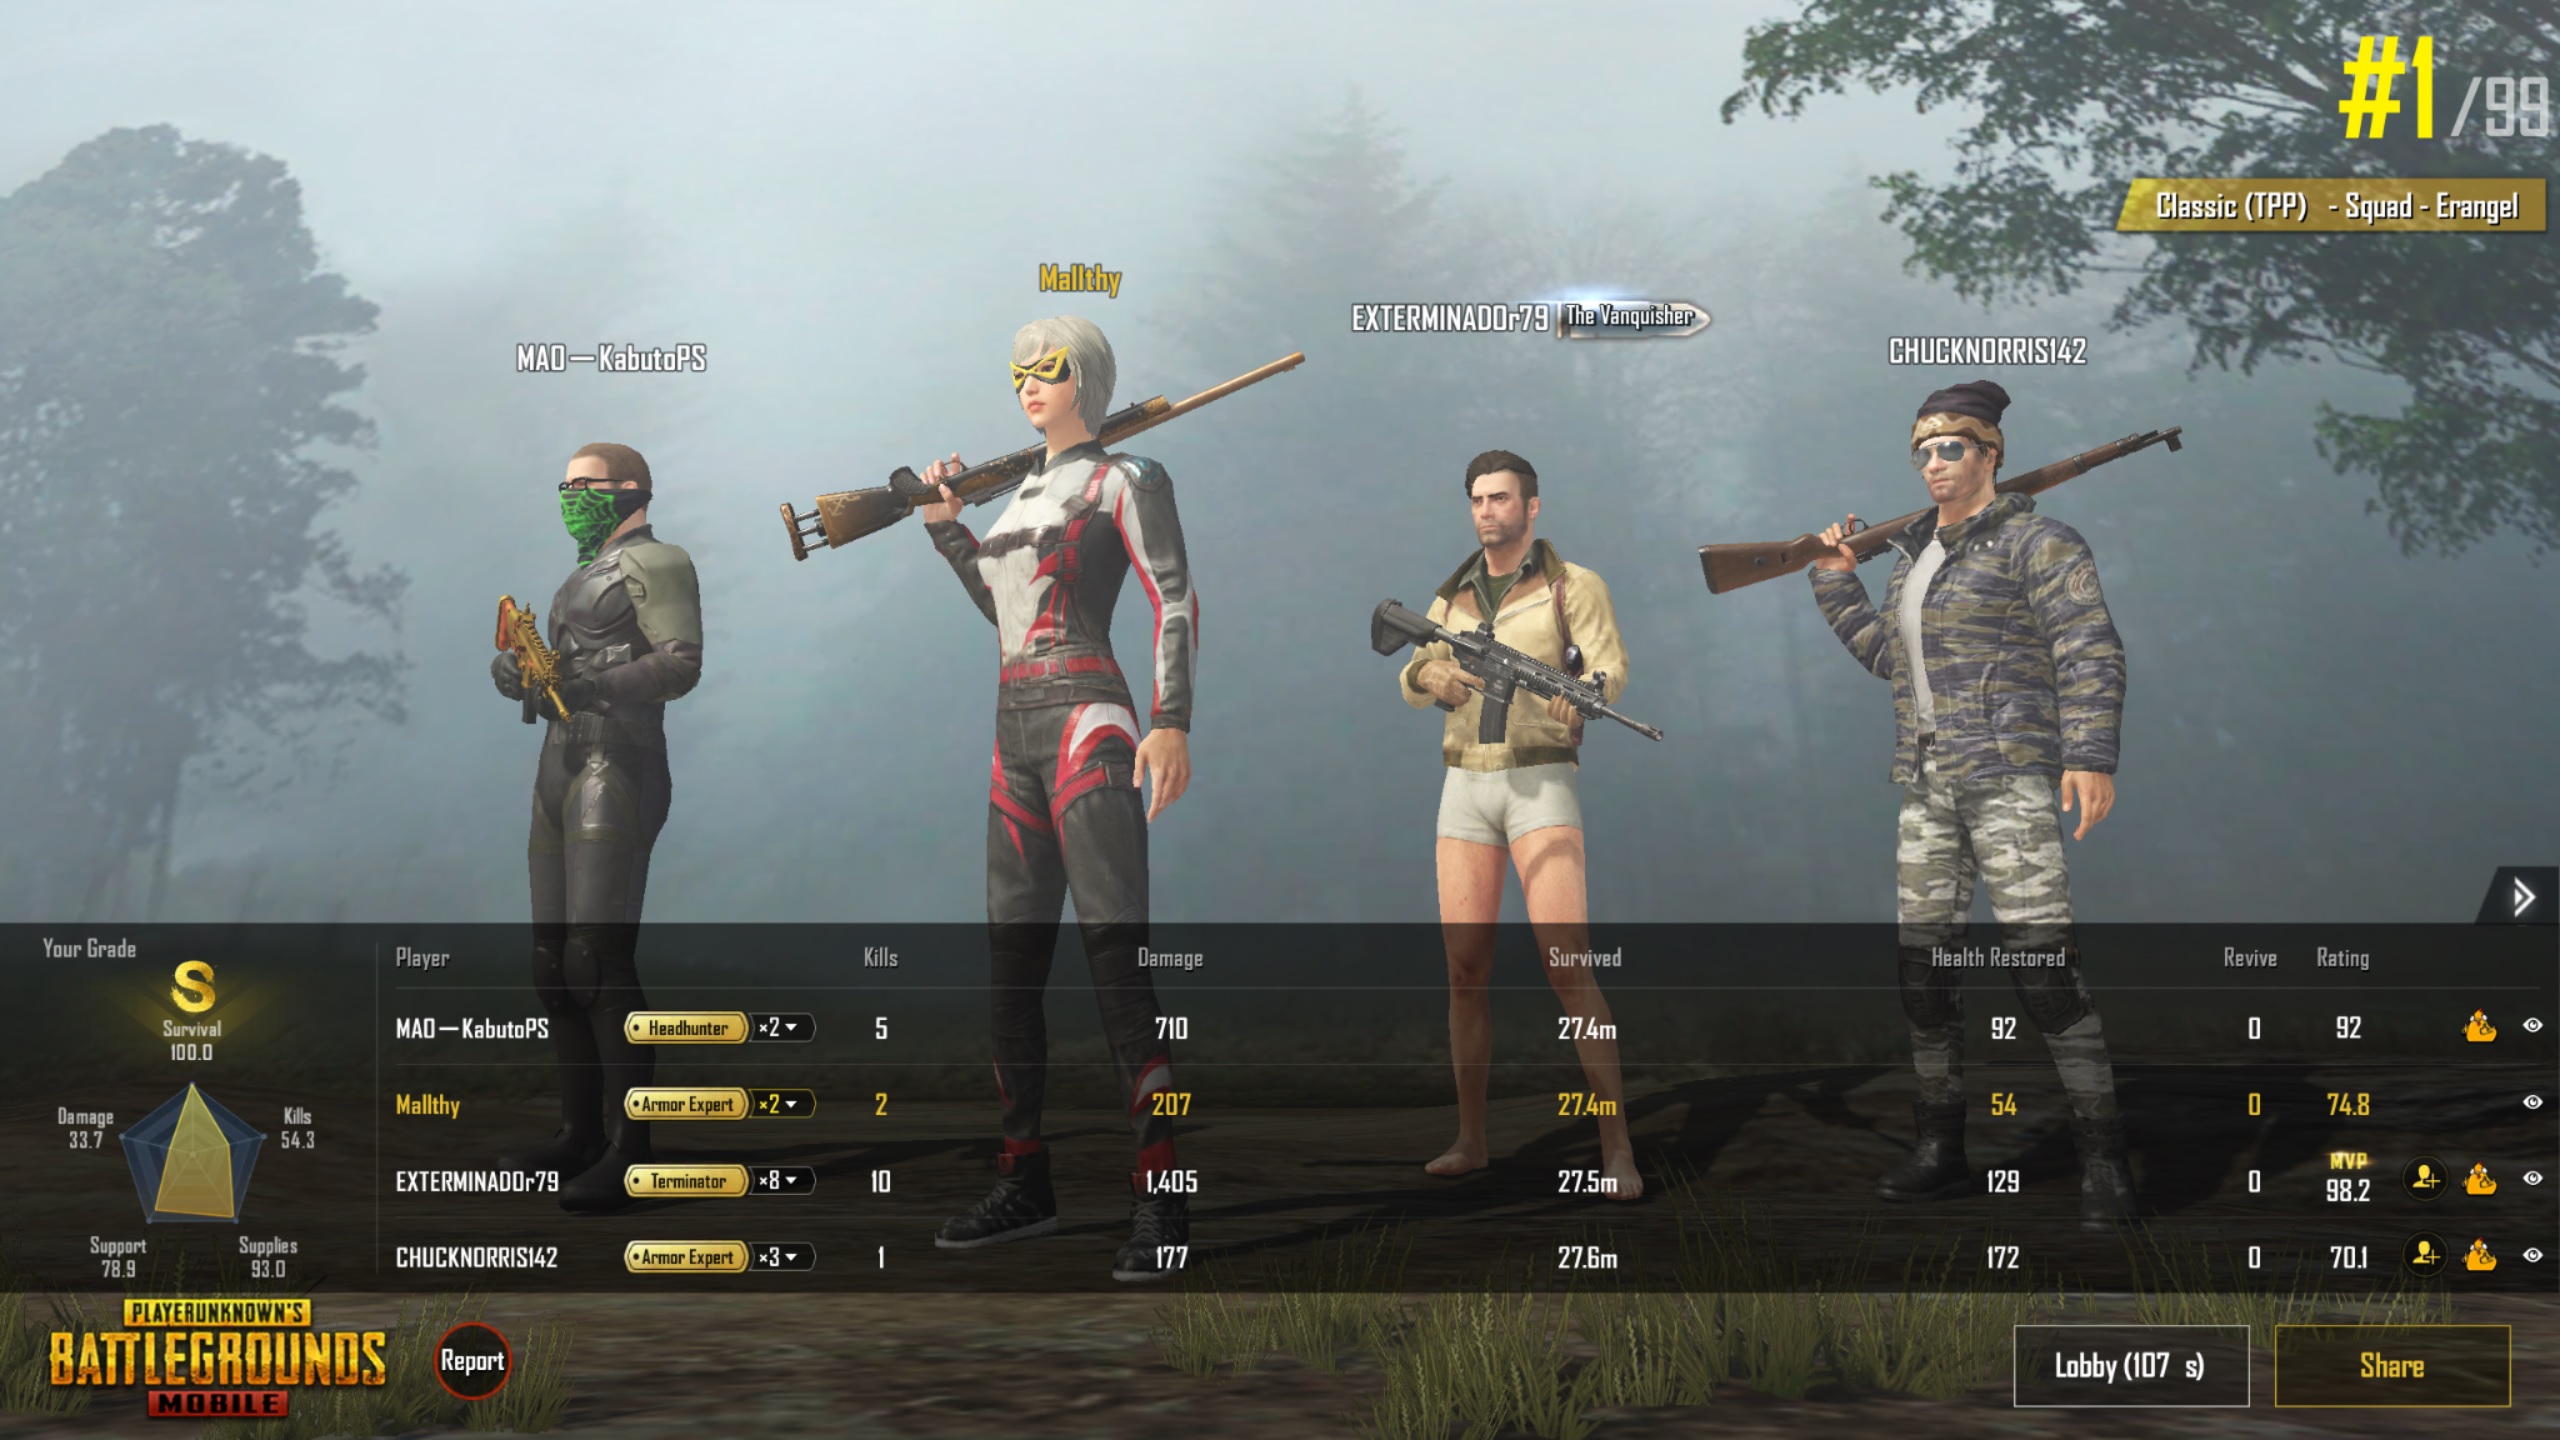 #1/99
Classic (TPP) - Squad - Erangel
Mallthy
EXTERMINADOr79 The Vanquisher
CHUCKNORRIS142
MAO—KabutoPS
Your Grade
S
Survival
100.0
Damage
33.7
Kills
54.3
Support
78.9
Supplies
93.0
Player Kills Damage Survived Health Restored Revive Rating
MAO—KabutoPS Headhunter ×2 5 710 27.4m 92 0 92
Mallthy Armor Expert ×2 2 207 27.4m 54 0 74.8
EXTERMINADOr79 Terminator ×8 10 1,405 27.5m 129 0 MVP 98.2
CHUCKNORRIS142 Armor Expert ×3 1 177 27.6m 172 0 70.1
PLAYERUNKNOWN'S
BATTLEGROUNDS
MOBILE
Report
Lobby (107 s)
Share